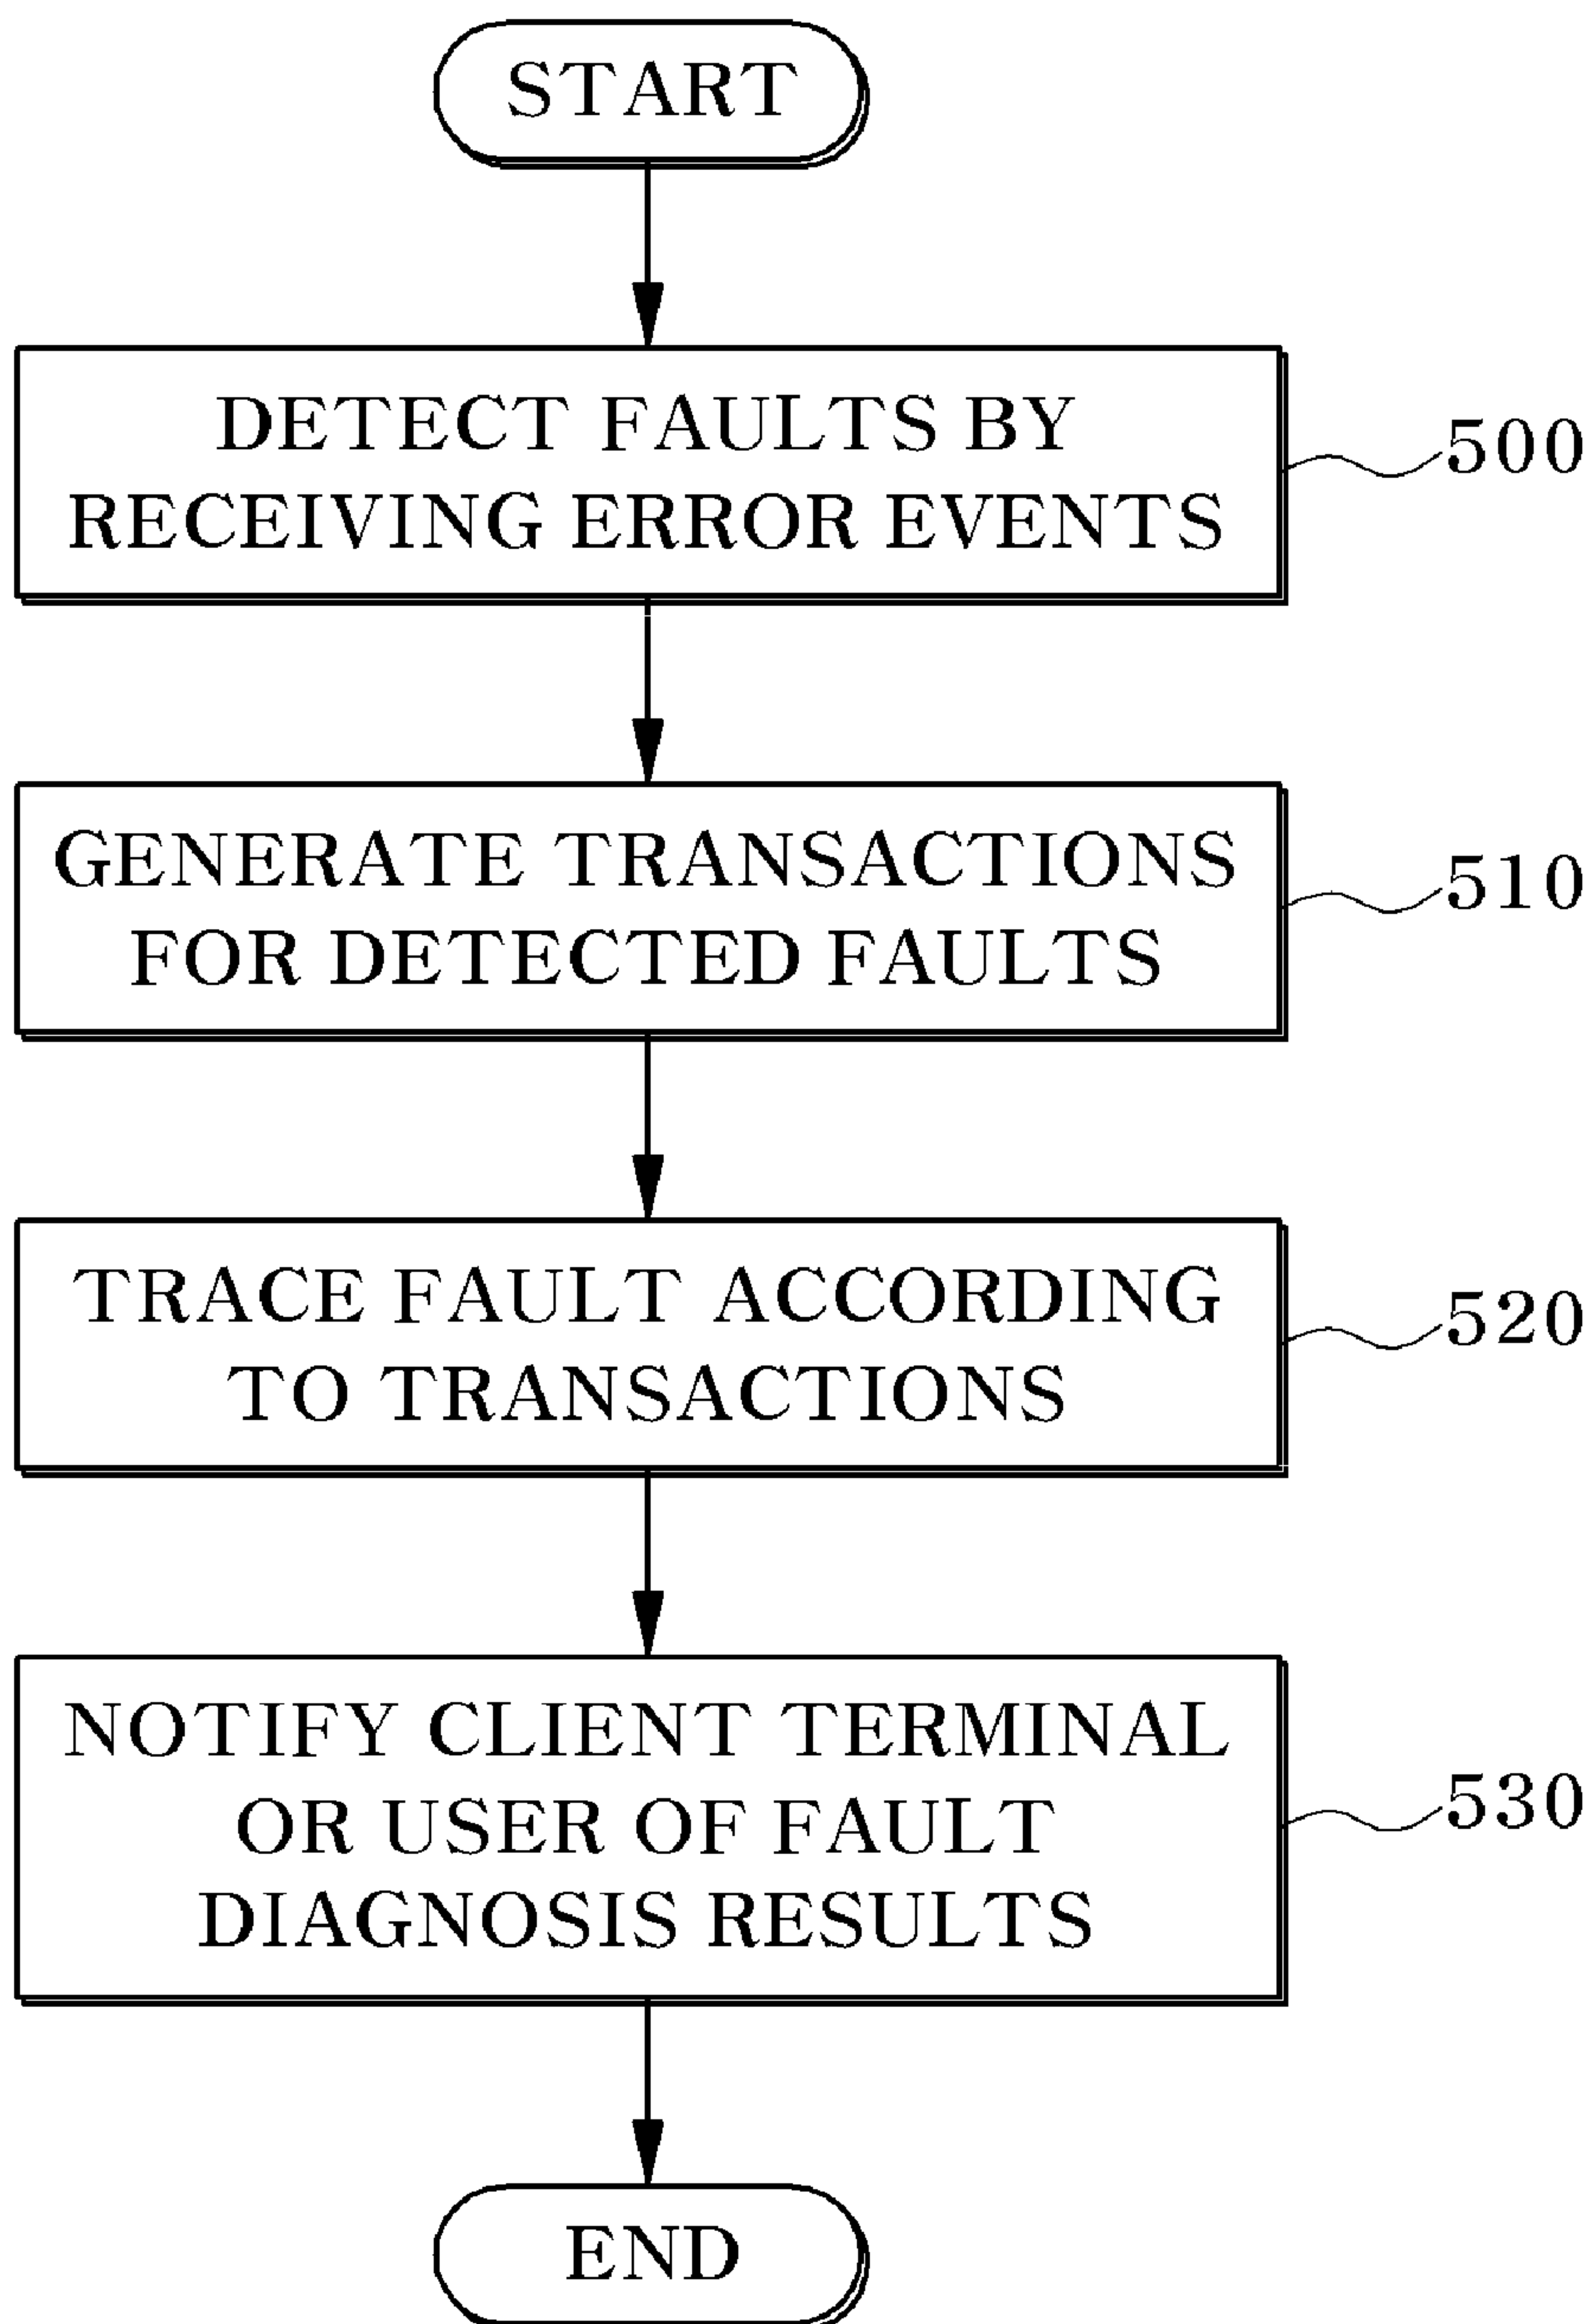 START
DETECT FAULTS BY
RECEIVING ERROR EVENTS
500
GENERATE TRANSACTIONS
FOR DETECTED FAULTS
510
TRACE FAULT ACCORDING
TO TRANSACTIONS
520
NOTIFY CLIENT TERMINAL
OR USER OF FAULT
DIAGNOSIS RESULTS
530
END